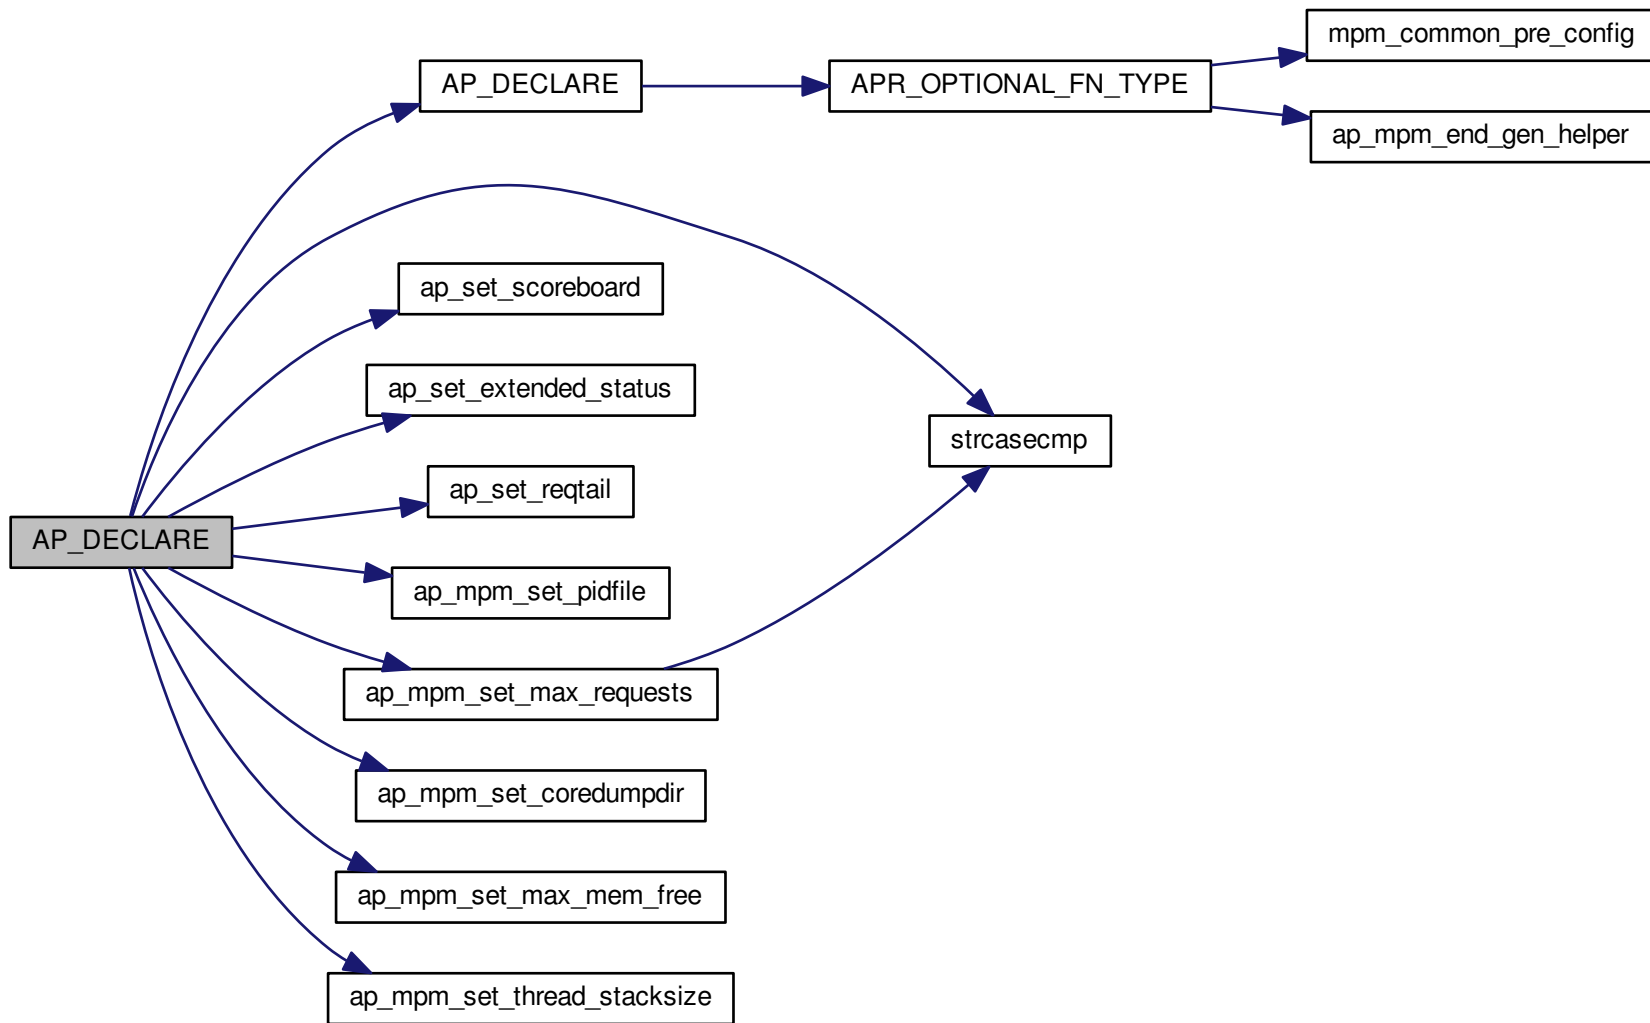 mpm_common_pre_config
AP_DECLARE
APR_OPTIONAL_FN_TYPE
ap_mpm_end_gen_helper
ap_set_scoreboard
ap_set_extended_status
strcasecmp
ap_set_reqtail
AP_DECLARE
ap_mpm_set_pidfile
ap_mpm_set_max_requests
ap_mpm_set_coredumpdir
ap_mpm_set_max_mem_free
ap_mpm_set_thread_stacksize